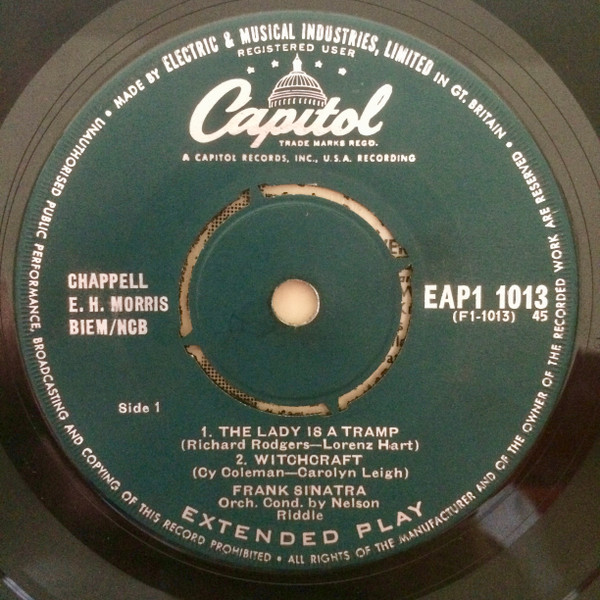 MADE BY ELECTRIC & MUSICAL INDUSTRIES, LIMITED IN GT. BRITAIN •
REGISTERED USER
Capitol
TRADE MARKS REGD.
A CAPITOL RECORDS, INC., U.S.A. RECORDING
CHAPPELL
E. H. MORRIS
BIEM/NCB
EAP1 1013
(F1-1013) 45
Side 1
1. THE LADY IS A TRAMP
(Richard Rodgers—Lorenz Hart)
2. WITCHCRAFT
(Cy Coleman—Carolyn Leigh)
FRANK SINATRA
Orch. Cond. by Nelson
Riddle
EXTENDED PLAY
ALL RIGHTS OF THE MANUFACTURER AND OF THE OWNER OF THE RECORDED WORK ARE RESERVED •
UNAUTHORISED PUBLIC PERFORMANCE, BROADCASTING AND COPYING OF THIS RECORD PROHIBITED •